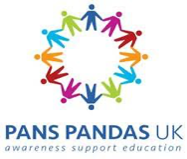 PANS PANDAS UK
awareness support education